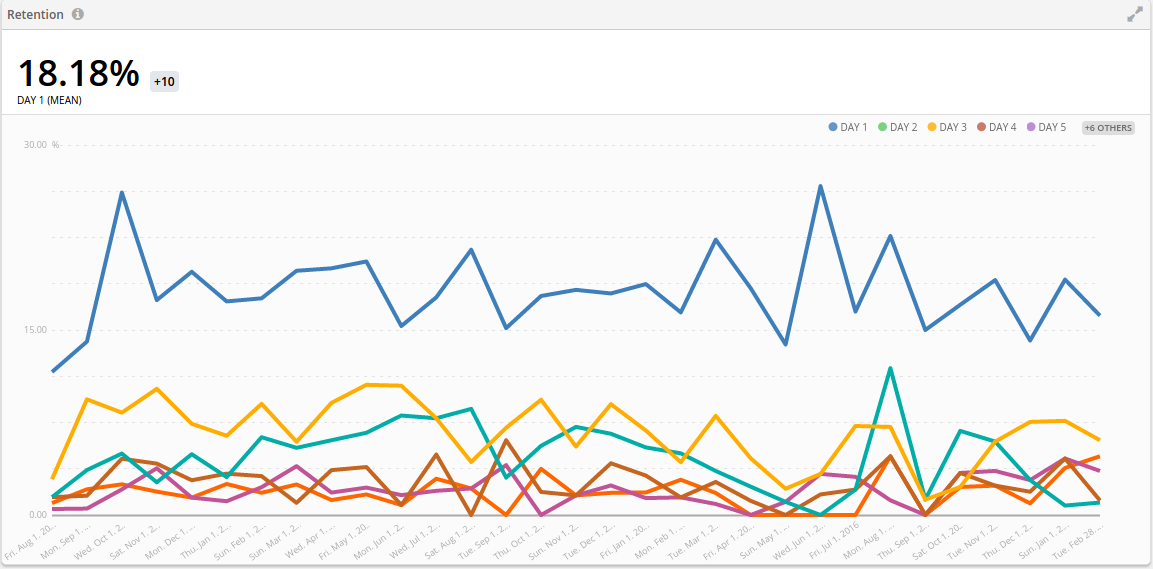 Retention
18.18% +10
DAY 1 (MEAN)
DAY 1 DAY 2 DAY 3 DAY 4 DAY 5 +6 OTHERS
30.00 %
15.00
0.00
Fri. Aug 1 20...
Mon. Sep 1 ...
Wed. Oct 1 2...
Sat. Nov 1 2...
Mon. Dec 1 ...
Thu. Jan 1 2...
Sun. Feb 1 2...
Sun. Mar 1 2...
Wed. Apr 1 ...
Fri. May 1 20...
Mon. Jun 1 2...
Wed. Jul 1 2...
Sat. Aug 1 2...
Tue. Sep 1 2...
Thu. Oct 1 2...
Sun. Nov 1 2...
Tue. Dec 1 2...
Fri. Jan 1 20...
Mon. Feb 1 ...
Tue. Mar 1 2...
Fri. Apr 1 20...
Sun. May 1 ...
Wed. Jun 1 2...
Fri. Jul 1 2016
Mon. Aug 1 ...
Thu. Sep 1 2...
Sat. Oct 1 20...
Tue. Nov 1 2...
Thu. Dec 1 2...
Sun. Jan 1 2...
Tue. Feb 28...